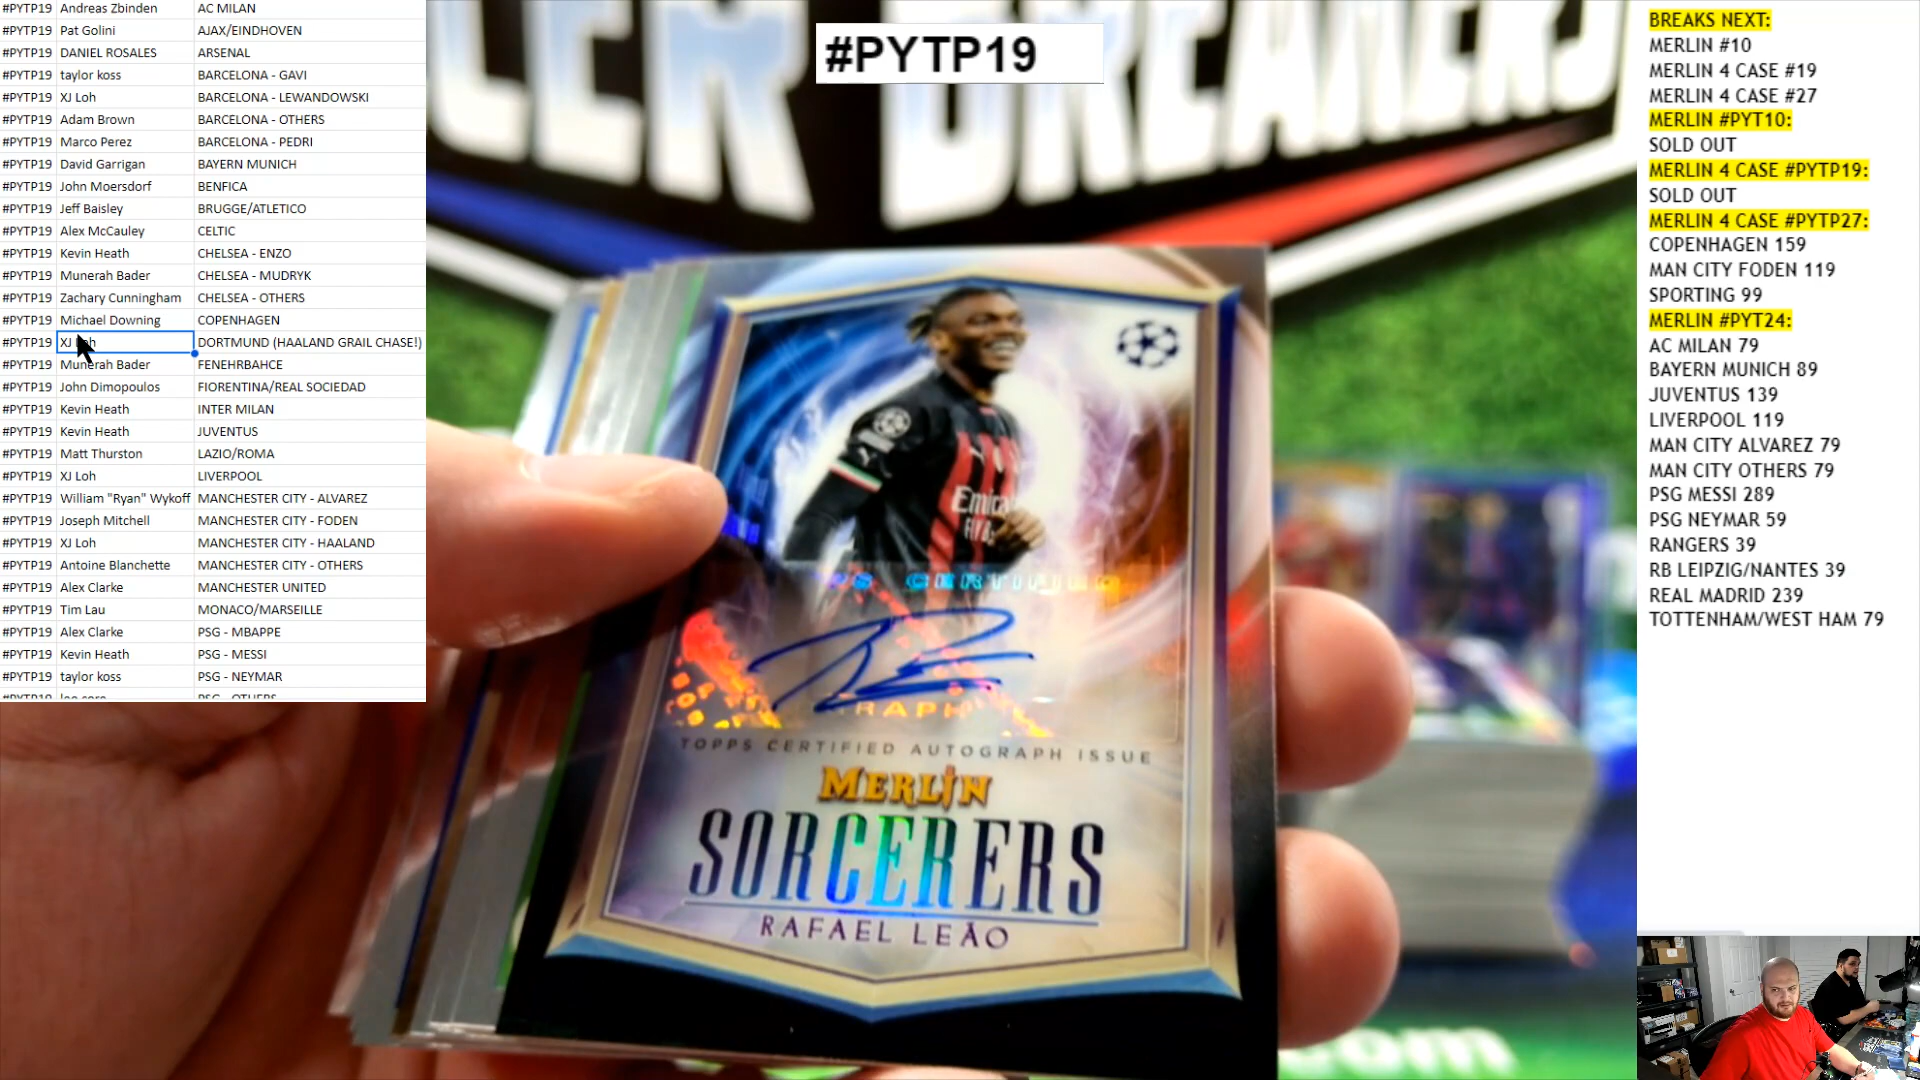 #PYTP19 Andreas Zbinden AC MILAN
#PYTP19 Pat Golini AJAX/EINDHOVEN
#PYTP19 DANIEL ROSALES ARSENAL
#PYTP19 taylor koss BARCELONA - GAVI
#PYTP19 XJ Loh BARCELONA - LEWANDOWSKI
#PYTP19 Adam Brown BARCELONA - OTHERS
#PYTP19 Marco Perez BARCELONA - PEDRI
#PYTP19 David Garrigan BAYERN MUNICH
#PYTP19 John Moersdorf BENFICA
#PYTP19 Jeff Baisley BRUGGE/ATLETICO
#PYTP19 Alex McCauley CELTIC
#PYTP19 Kevin Heath CHELSEA - ENZO
#PYTP19 Munerah Bader CHELSEA - MUDRYK
#PYTP19 Zachary Cunningham CHELSEA - OTHERS
#PYTP19 Michael Downing COPENHAGEN
#PYTP19 XJ Loh DORTMUND (HAALAND GRAIL CHASE!)
#PYTP19 Munerah Bader FENEHRBAHCE
#PYTP19 John Dimopoulos FIORENTINA/REAL SOCIEDAD
#PYTP19 Kevin Heath INTER MILAN
#PYTP19 Kevin Heath JUVENTUS
#PYTP19 Matt Thurston LAZIO/ROMA
#PYTP19 XJ Loh LIVERPOOL
#PYTP19 William "Ryan" Wykoff MANCHESTER CITY - ALVAREZ
#PYTP19 Joseph Mitchell MANCHESTER CITY - FODEN
#PYTP19 XJ Loh MANCHESTER CITY - HAALAND
#PYTP19 Antoine Blanchette MANCHESTER CITY - OTHERS
#PYTP19 Alex Clarke MANCHESTER UNITED
#PYTP19 Tim Lau MONACO/MARSEILLE
#PYTP19 Alex Clarke PSG - MBAPPE
#PYTP19 Kevin Heath PSG - MESSI
#PYTP19 taylor koss PSG - NEYMAR
#PYTP19
BREAKERS
Emirates
CERTIFIED
TOPPS CERTIFIED AUTOGRAPH ISSUE
MERLIN
SORCERERS
RAFAEL LEÃO
.com
BREAKS NEXT:
MERLIN #10
MERLIN 4 CASE #19
MERLIN 4 CASE #27
MERLIN #PYT10:
SOLD OUT
MERLIN 4 CASE #PYTP19:
SOLD OUT
MERLIN 4 CASE #PYTP27:
COPENHAGEN 159
MAN CITY FODEN 119
SPORTING 99
MERLIN #PYT24:
AC MILAN 79
BAYERN MUNICH 89
JUVENTUS 139
LIVERPOOL 119
MAN CITY ALVAREZ 79
MAN CITY OTHERS 79
PSG MESSI 289
PSG NEYMAR 59
RANGERS 39
RB LEIPZIG/NANTES 39
REAL MADRID 239
TOTTENHAM/WEST HAM 79